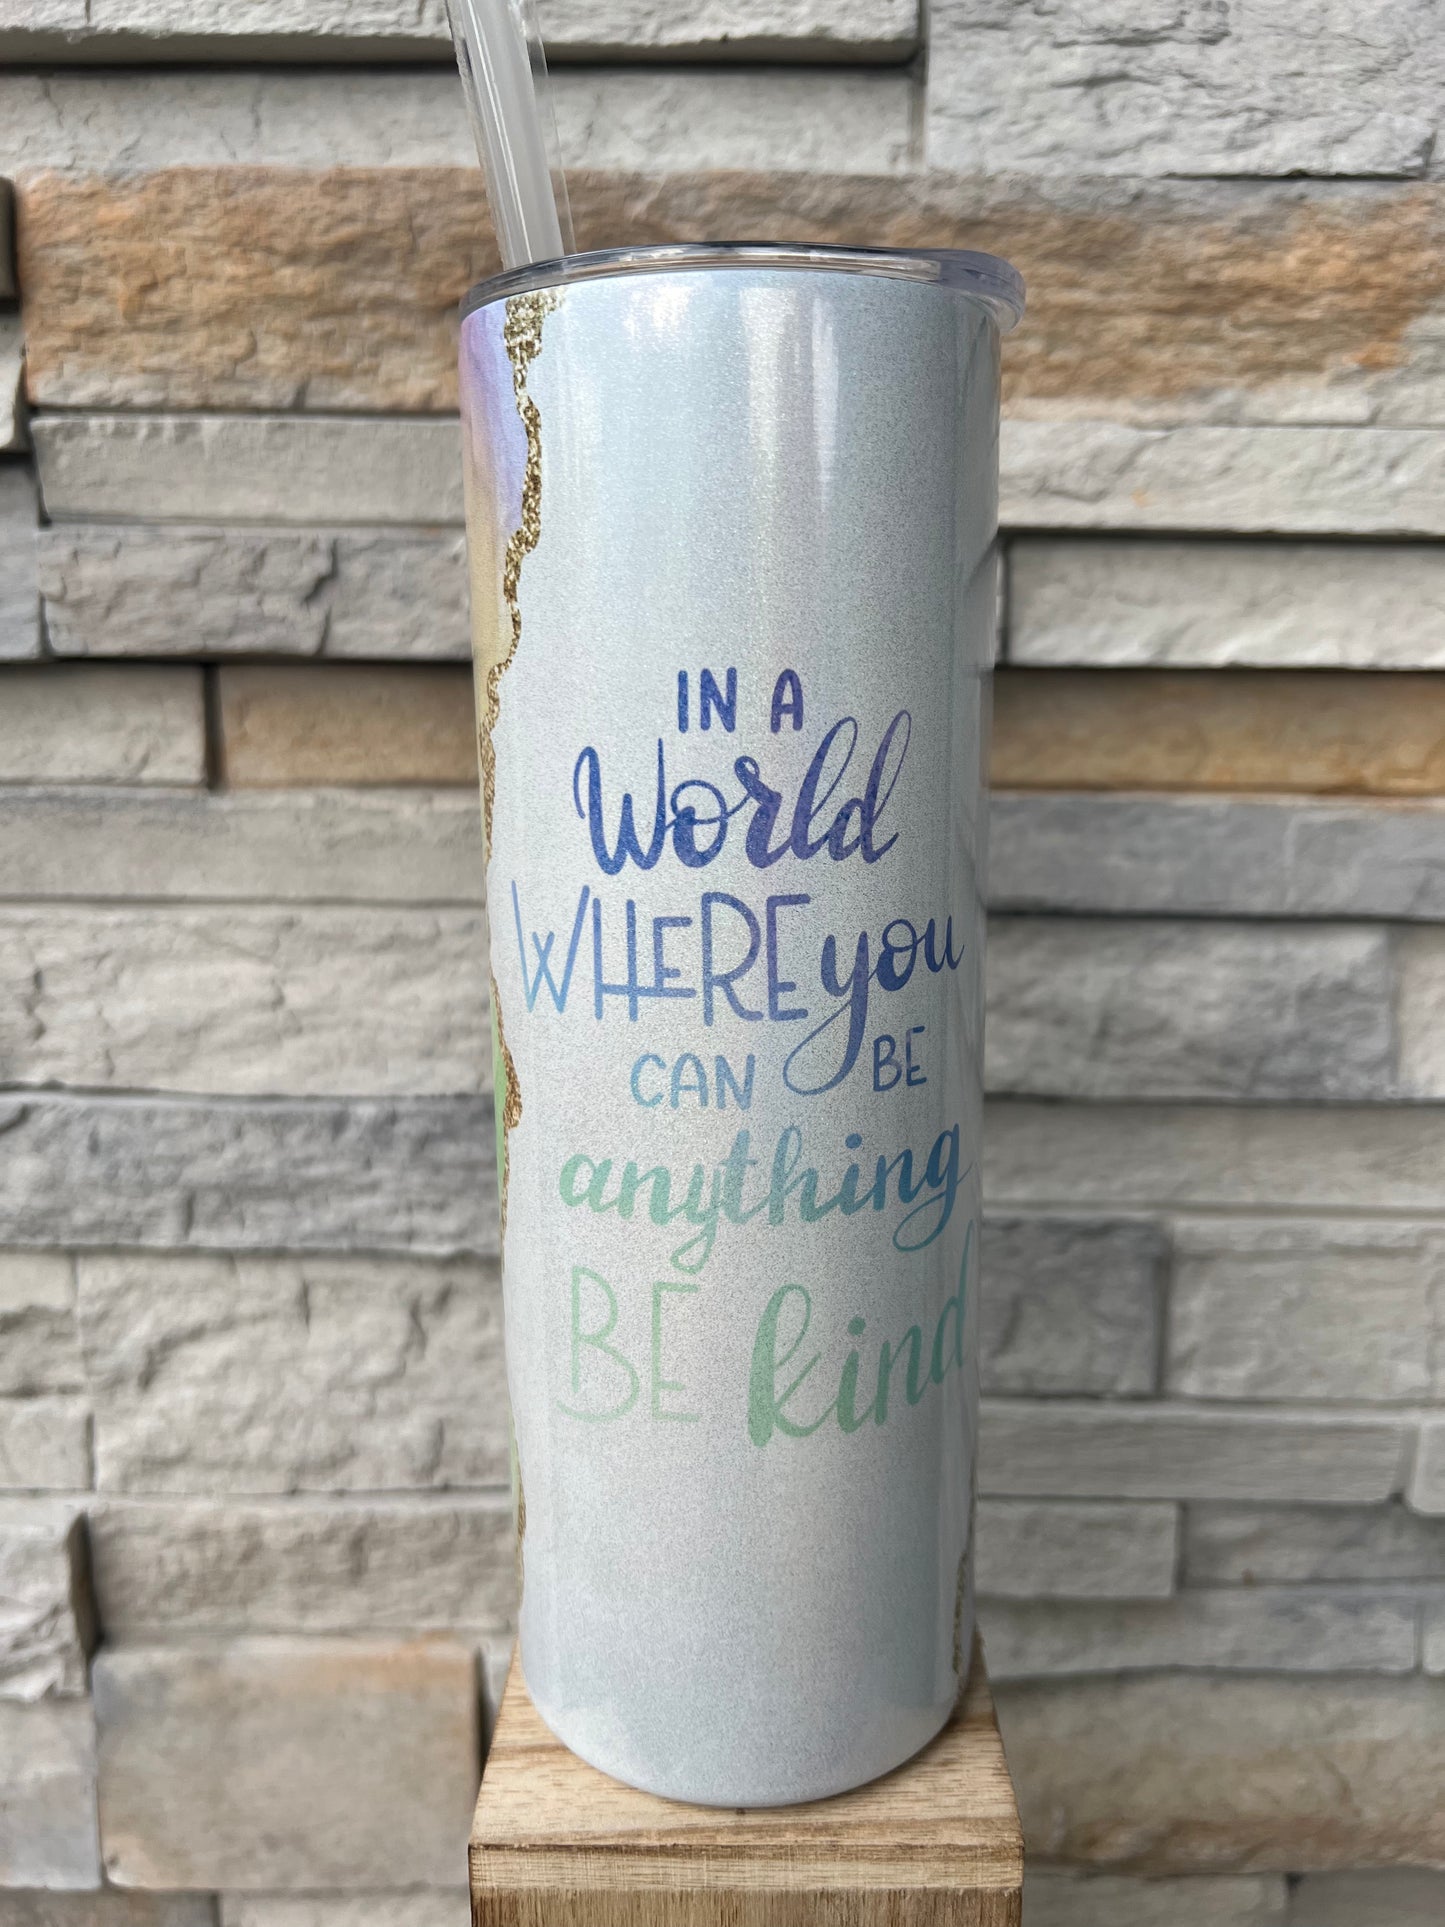 IN A
World
WHERE you
CAN BE
anything
BE kind